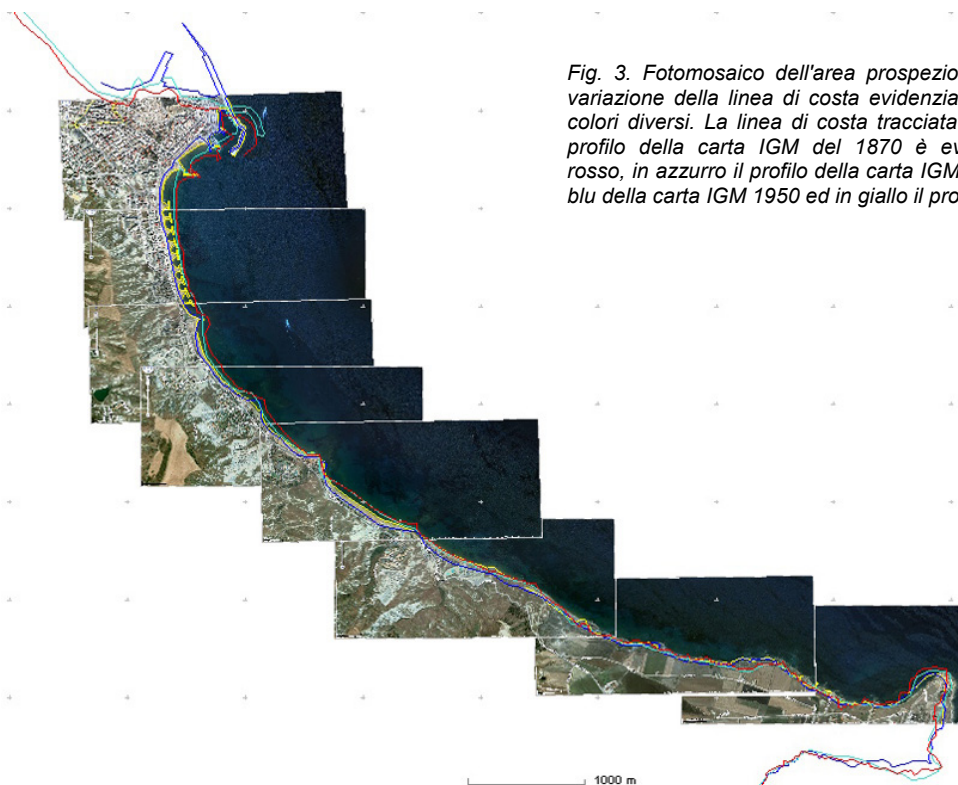 Fig. 3. Fotomosaico dell'area prospezio
variazione della linea di costa evidenzia
colori diversi. La linea di costa tracciata
profilo della carta IGM del 1870 è ev
rosso, in azzurro il profilo della carta IGM
blu della carta IGM 1950 ed in giallo il pro
1000 m